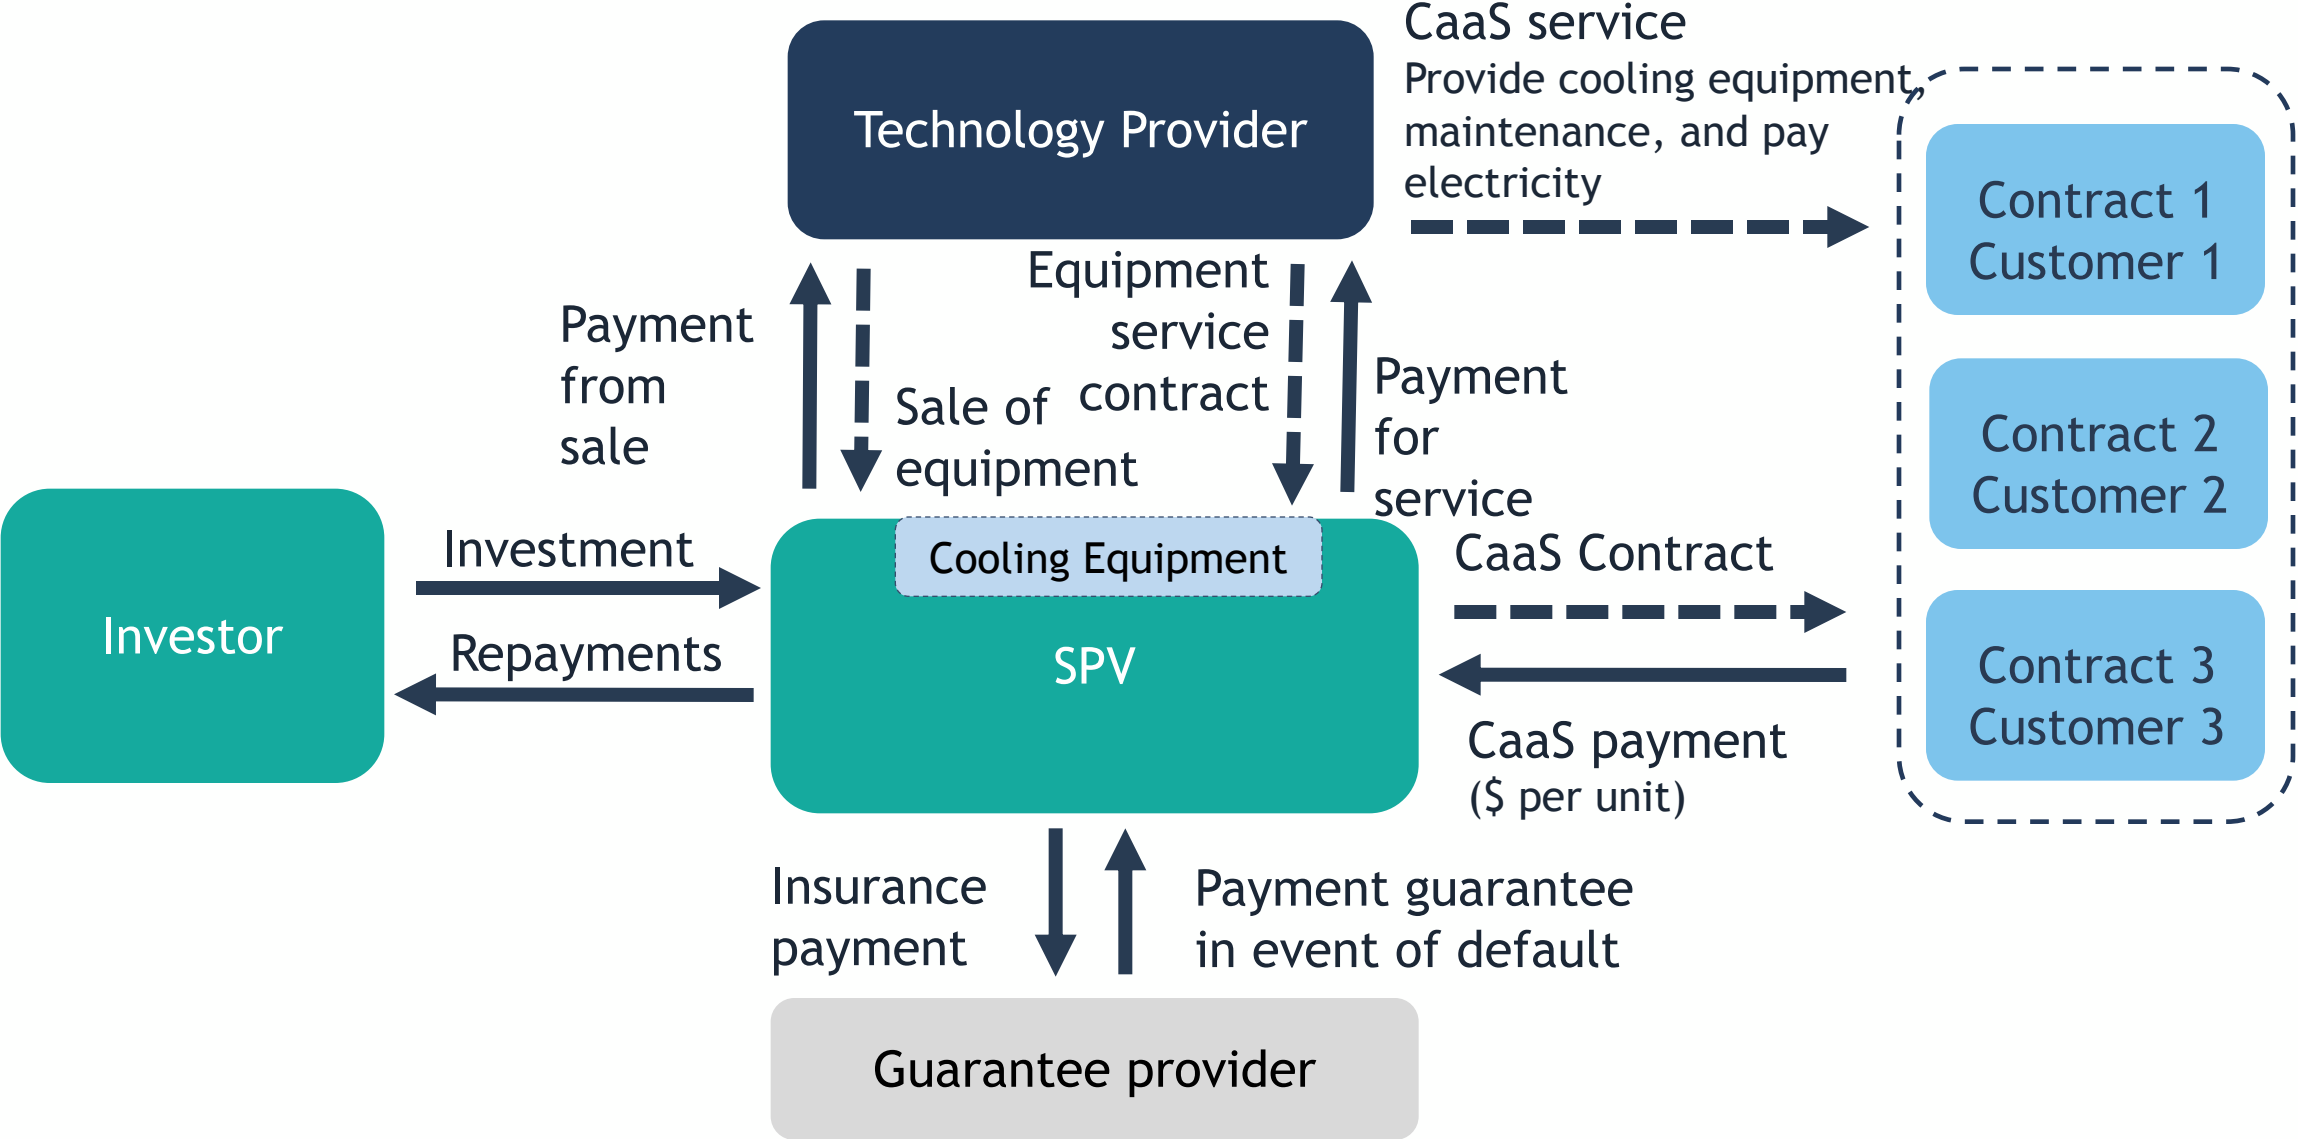 CaaS service
Provide cooling equipment,
maintenance, and pay
electricity
Technology Provider
Contract 1
Customer 1
Contract 2
Customer 2
Contract 3
Customer 3
Payment
from
sale
Sale of
equipment
Equipment
service
contract
Payment
for
service
Investor
Investment
Repayments
Cooling Equipment
SPV
CaaS Contract
CaaS payment
($ per unit)
Insurance
payment
Payment guarantee
in event of default
Guarantee provider